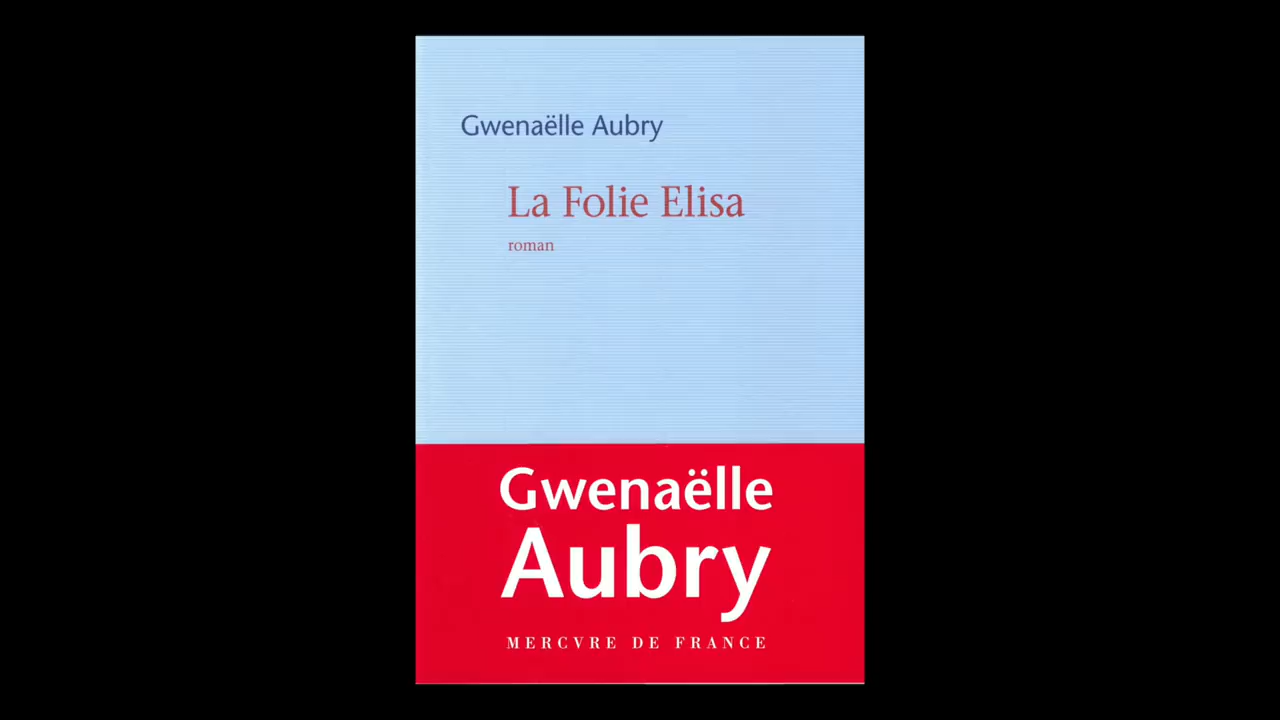 Gwenaëlle Aubry
La Folie Elisa
roman
Gwenaëlle
Aubry
MERCVRE DE FRANCE